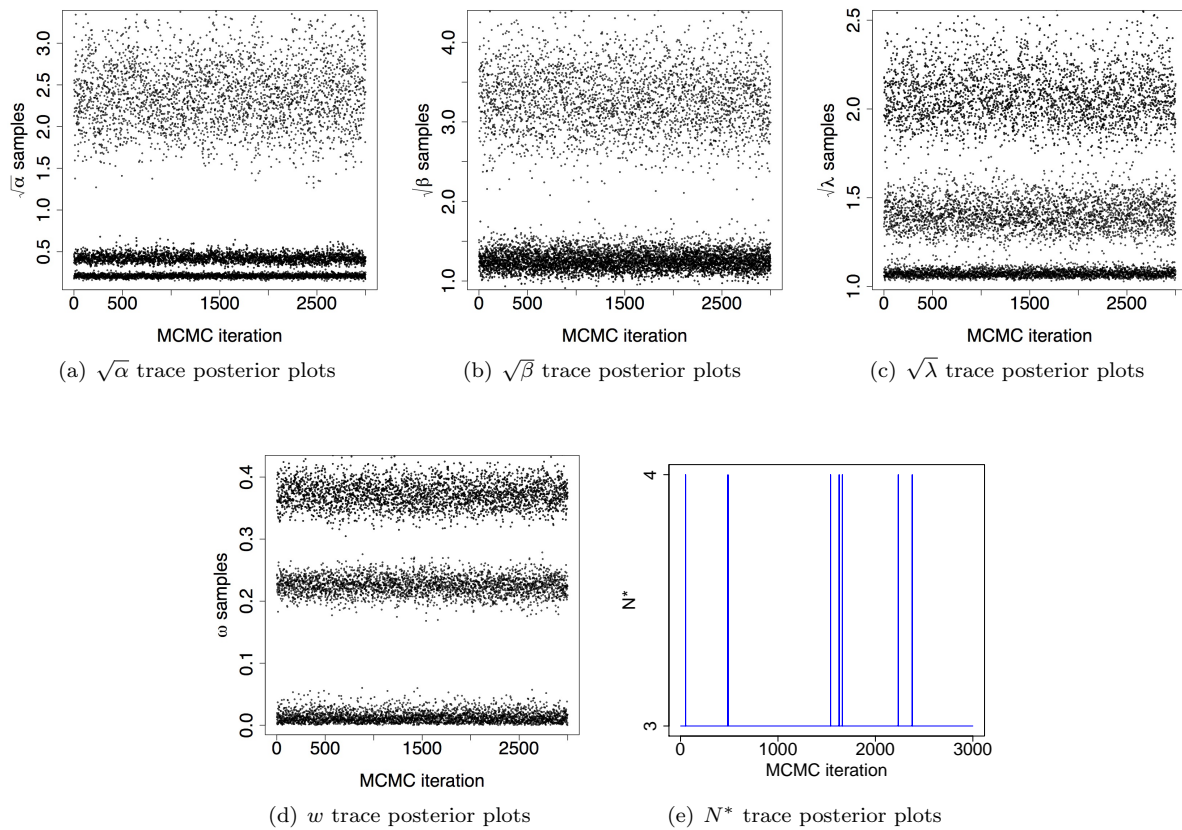 3.0
2.5
2.0
1.5
1.0
0.5
√α samples
0 500 1500 2500
MCMC iteration
(a) √α trace posterior plots
4.0
3.0
2.0
1.0
√β samples
0 500 1500 2500
MCMC iteration
(b) √β trace posterior plots
2.5
2.0
1.5
1.0
√λ samples
0 500 1500 2500
MCMC iteration
(c) √λ trace posterior plots
0.4
0.3
0.2
0.1
0.0
ω samples
0 500 1500 2500
MCMC iteration
(d) w trace posterior plots
4
3
N*
0 1000 2000 3000
MCMC iteration
(e) N* trace posterior plots